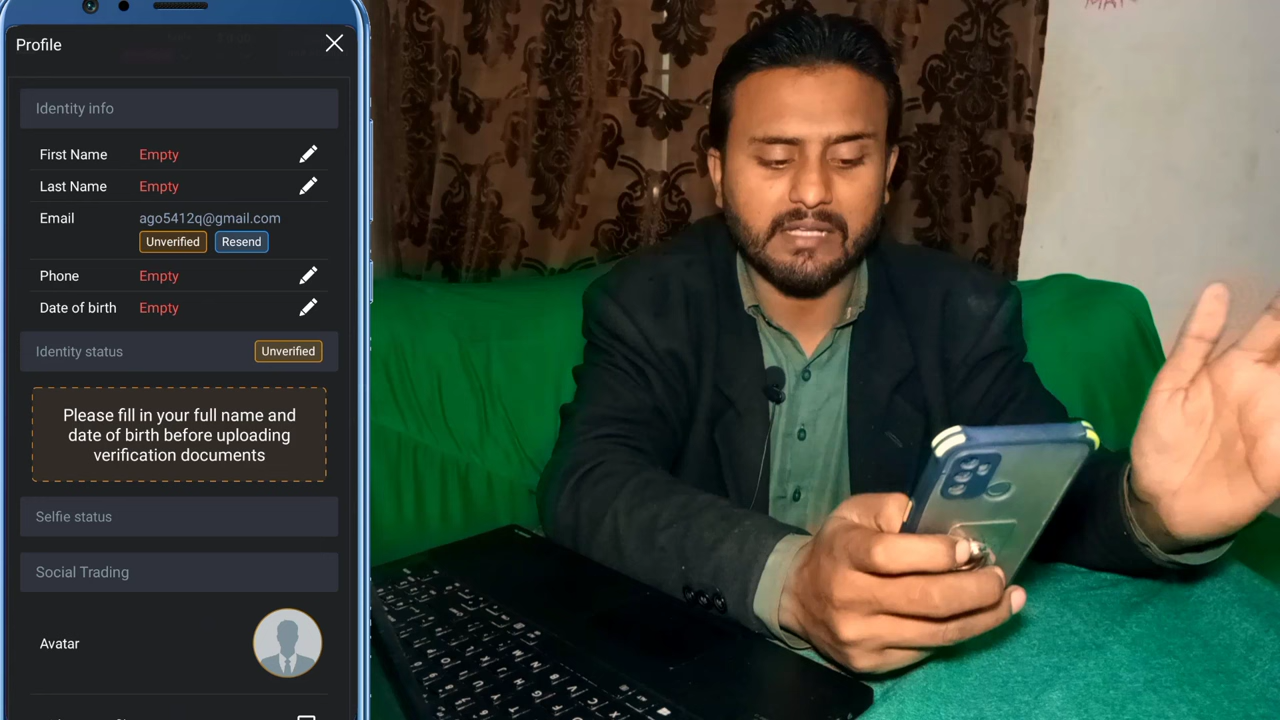 Profile
Identity info
First Name Empty
Last Name Empty
Email ago5412q@gmail.com
Unverified Resend
Phone Empty
Date of birth Empty
Identity status Unverified
Please fill in your full name and
date of birth before uploading
verification documents
Selfie status
Social Trading
Avatar